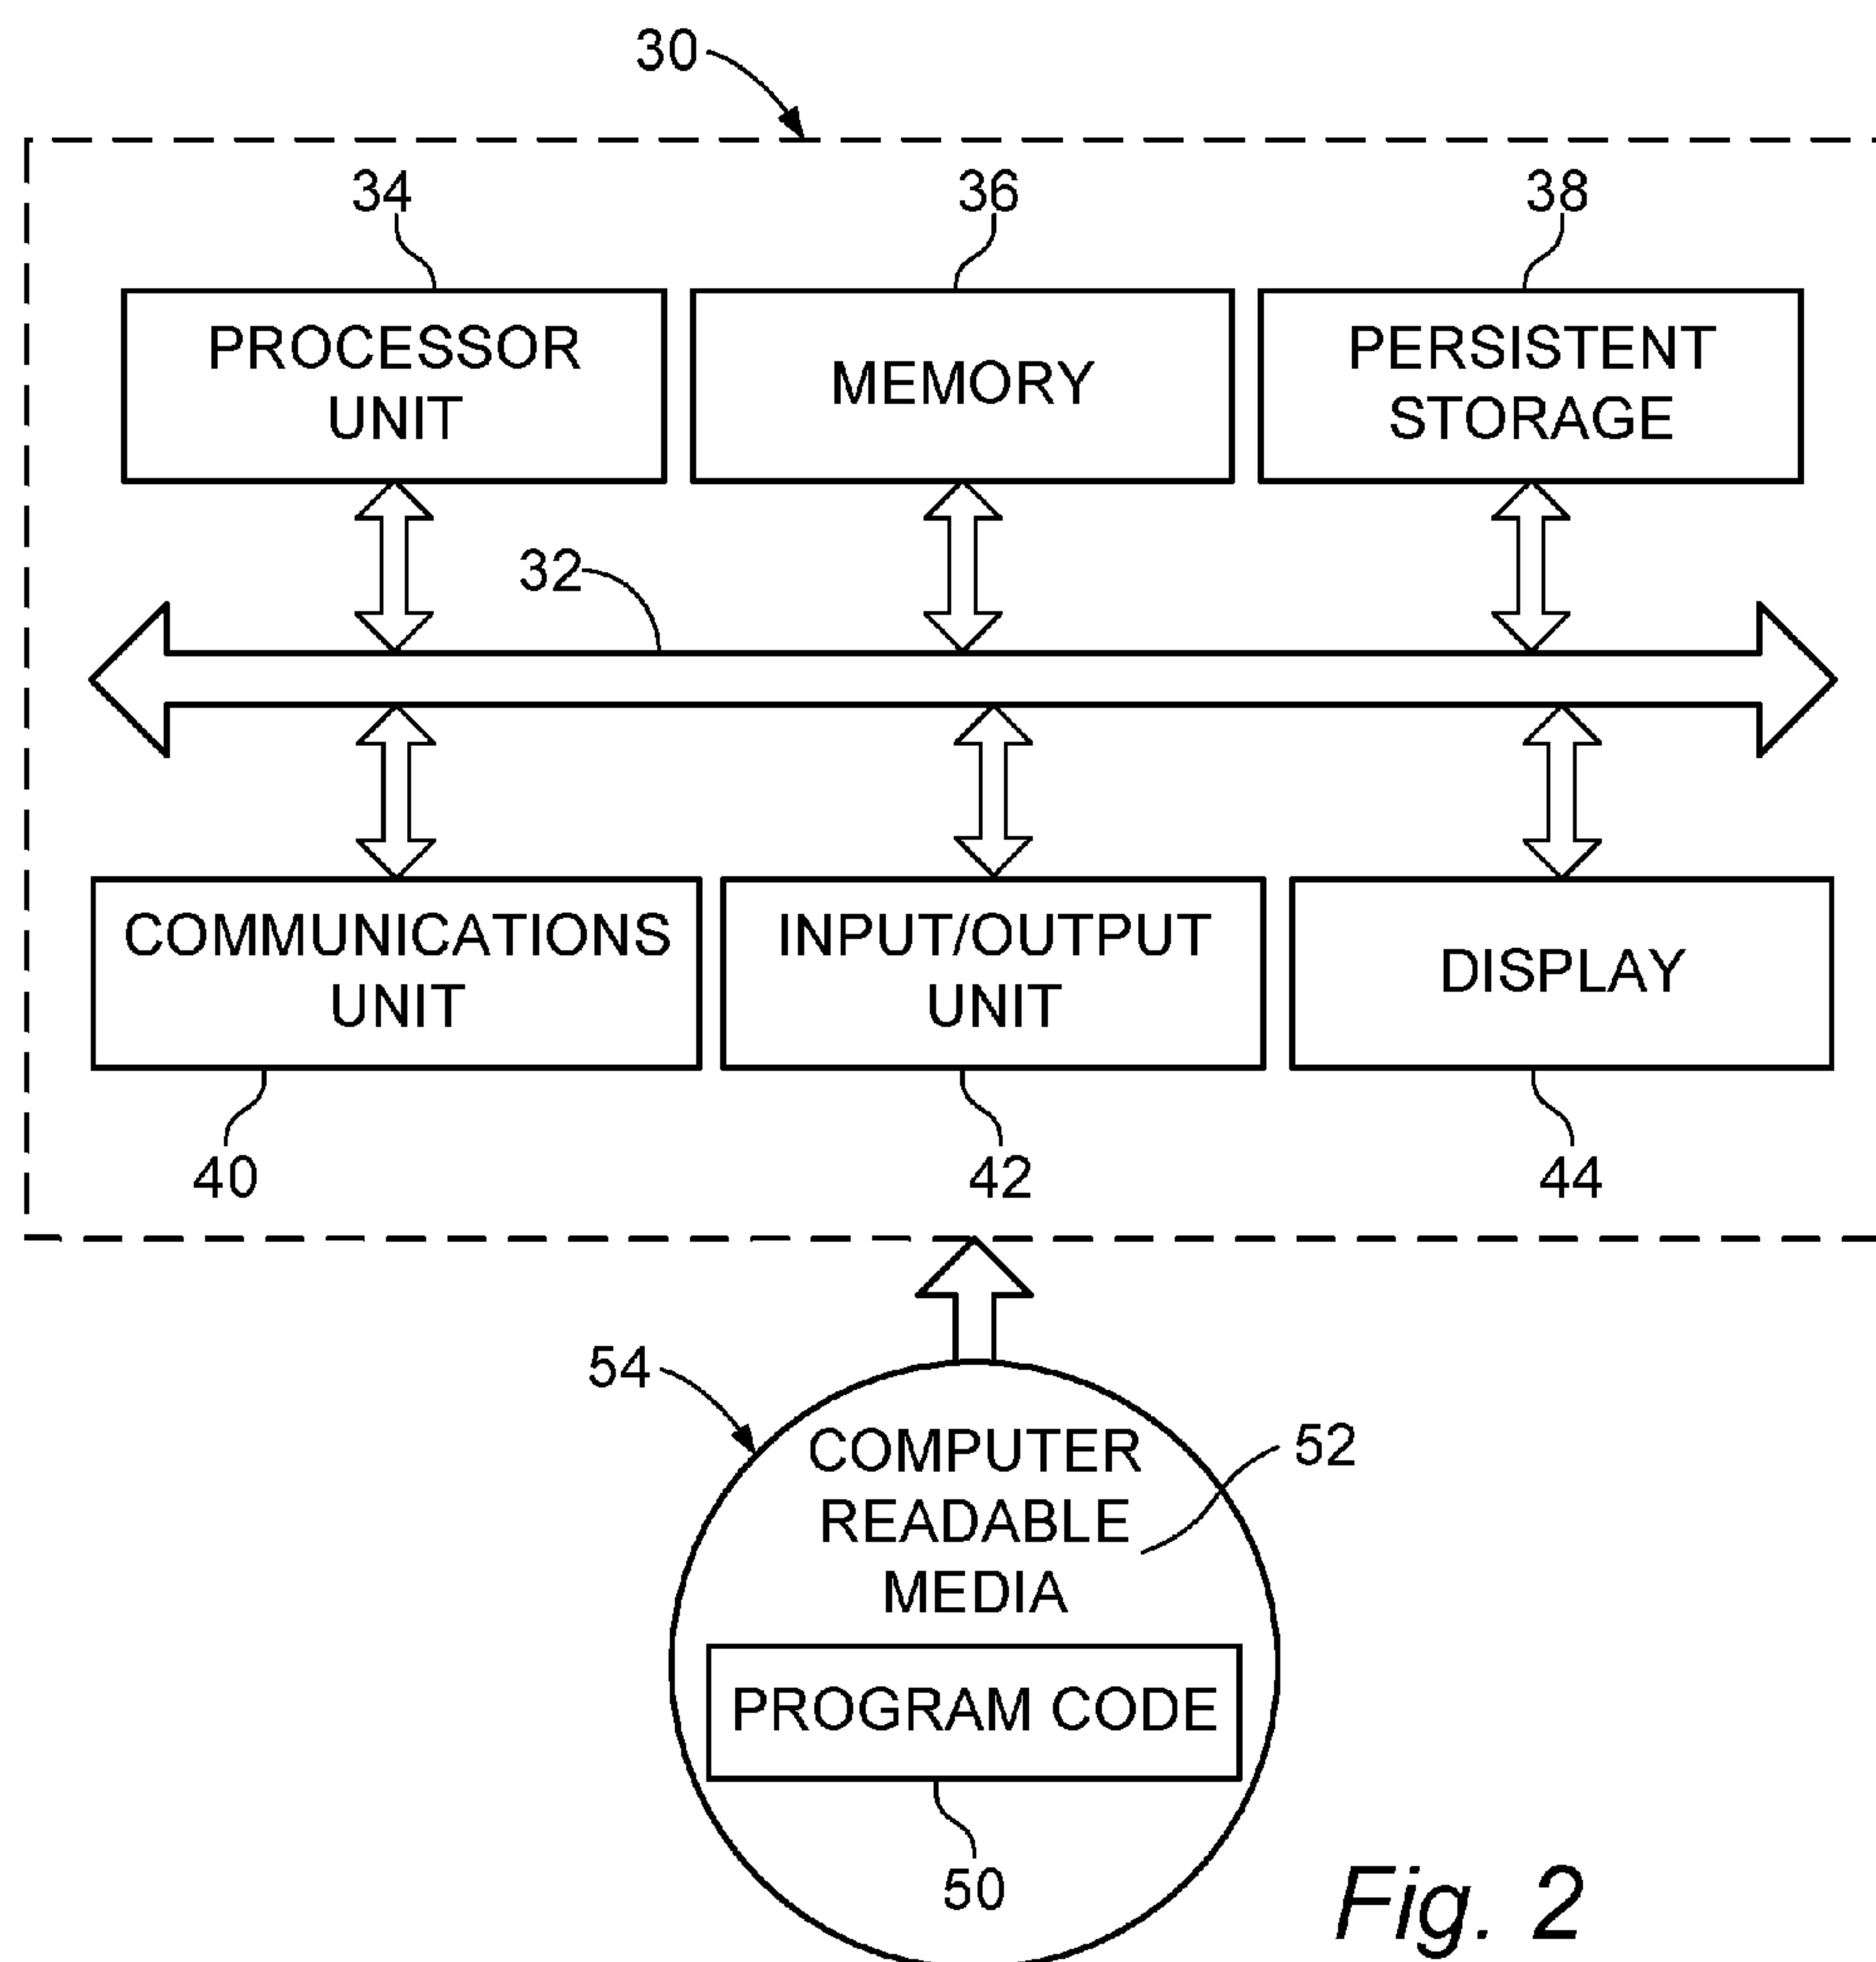 30
34
36
38
PROCESSOR
UNIT
MEMORY
PERSISTENT
STORAGE
32
COMMUNICATIONS
UNIT
INPUT/OUTPUT
UNIT
DISPLAY
40
42
44
54
COMPUTER
READABLE
MEDIA
52
PROGRAM CODE
50
Fig. 2